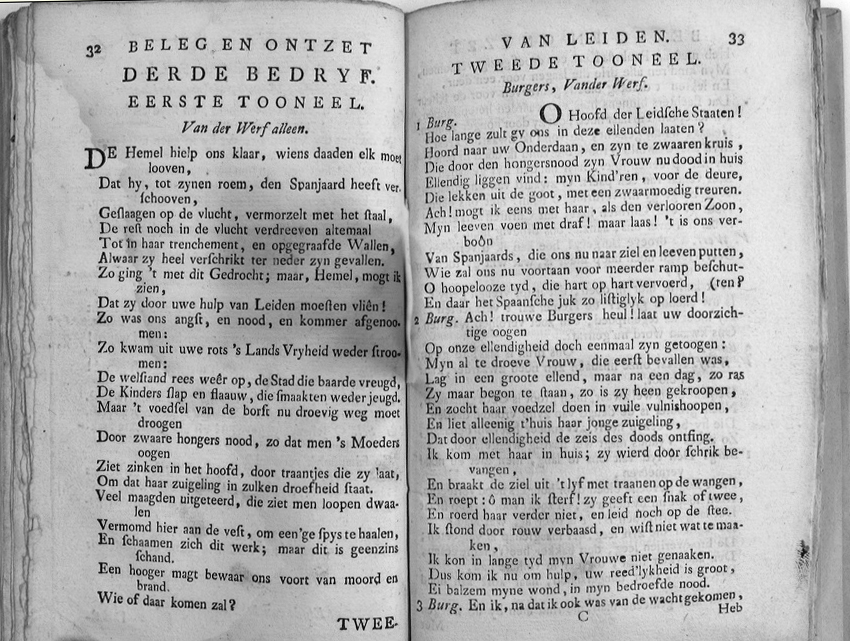 32 BELEG EN ONTZET
DERDE BEDRYF.
EERSTE TOONEEL.
Van der Werf alleen.
DE Hemel hielp ons klaar, wiens daaden elk moet
looven,
Dat hy, tot zynen roem, den Spanjaard heeft ver.
ſchooven,
Geſlaagen op de vlucht, vermorzelt met het ſtaal,
De reſt noch in de vlucht verdreeven altemaal
Tot in haar trenchement, en opgegraafde Wallen,
Alwaar zy heel verſchrikt ter neder zyn gevallen.
Zo ging 't met dit Gedrocht; maar, Hemel, mogt ik
zien,
Dat zy door uwe hulp van Leiden moeſten vliên!
Zo was ons angſt, en nood, en kommer afgenoo-
men:
Zo kwam uit uwe rots 's Lands Vryheid weder ſtroo-
men:
De welſtand rees weêr op, de Stad die baarde vreugd,
De Kinders ſlap en flaauw, die ſmaakten weder jeugd.
Maar 't voedſel van de borſt nu droevig weg moet
droogen
Door zwaare hongers nood, zo dat men 's Moeders
oogen
Ziet zinken in het hoofd, door traantjes die zy laat,
Om dat haar zuigeling in zulken droefheid ſtaat.
Veel maagden uitgeteerd, die ziet men loopen dwaa-
len
Vermomd hier aan de veſt, om een'ge ſpys te haalen,
En ſchaamen zich dit werk; maar dit is geenzins
ſchand.
Een hooger magt bewaar ons voort van moord en
brand.
Wie of daar komen zal?
TWEE-
VAN LEIDEN. 33
TWEEDE TOONEEL.
Burgers, Vander Werf.
1 Burg. O Hoofd der Leidſche Staaten!
Hoe lange zult gy ons in deze ellenden laaten?
Hoord naar uw Onderdaan, en zyn te zwaaren kruis,
Die door den hongersnood zyn Vrouw nu dood in huis
Ellendig liggen vind: myn Kind'ren, voor de deure,
Die lekken uit de goot, met een zwaarmoedig treuren.
Ach! mogt ik eens met haar, als den verlooren Zoon,
Myn leeven voen met draf! maar laas! 't is ons ver-
boôn
Van Spanjaards, die ons nu naar ziel en leeven putten,
Wie zal ons nu voortaan voor meerder ramp beſchut-
O hoopelooze tyd, die hart op hart vervoerd, (ten?
En daar het Spaanſche juk zo liſtiglyk op loerd!
2 Burg. Ach! trouwe Burgers heul! laat uw doorzich-
tige oogen
Op onze ellendigheid doch eenmaal zyn getoogen:
Myn al te droeve Vrouw, die eerſt bevallen was,
Lag in een groote ellend, maar na een dag, zo ras
Zy maar begon te ſtaan, zo is zy heen gekroopen,
En zocht haar voedzel doen in vuile vulnishoopen,
En liet alleenig t'huis haar jonge zuigeling,
Dat door ellendigheid de zeis des doods ontfing.
Ik kom met haar in huis; zy wierd door ſchrik be-
vangen,
En braakt de ziel uit 't lyf met traanen op de wangen,
En roept: ô man ik ſterf! zy geeft een ſnak of twee,
En roerd haar verder niet, en leid noch op de ſtee.
Ik ſtond door rouw verbaasd, en wiſt niet wat te maa-
ken,
Ik kon in lange tyd myn Vrouwe niet genaaken.
Dus kom ik nu om hulp, uw reed'lykheid is groot,
Ei balzem myne wond, in myn bedroefde nood.
3 Burg. En ik, na dat ik ook was van de wacht gekomen,
C Heb